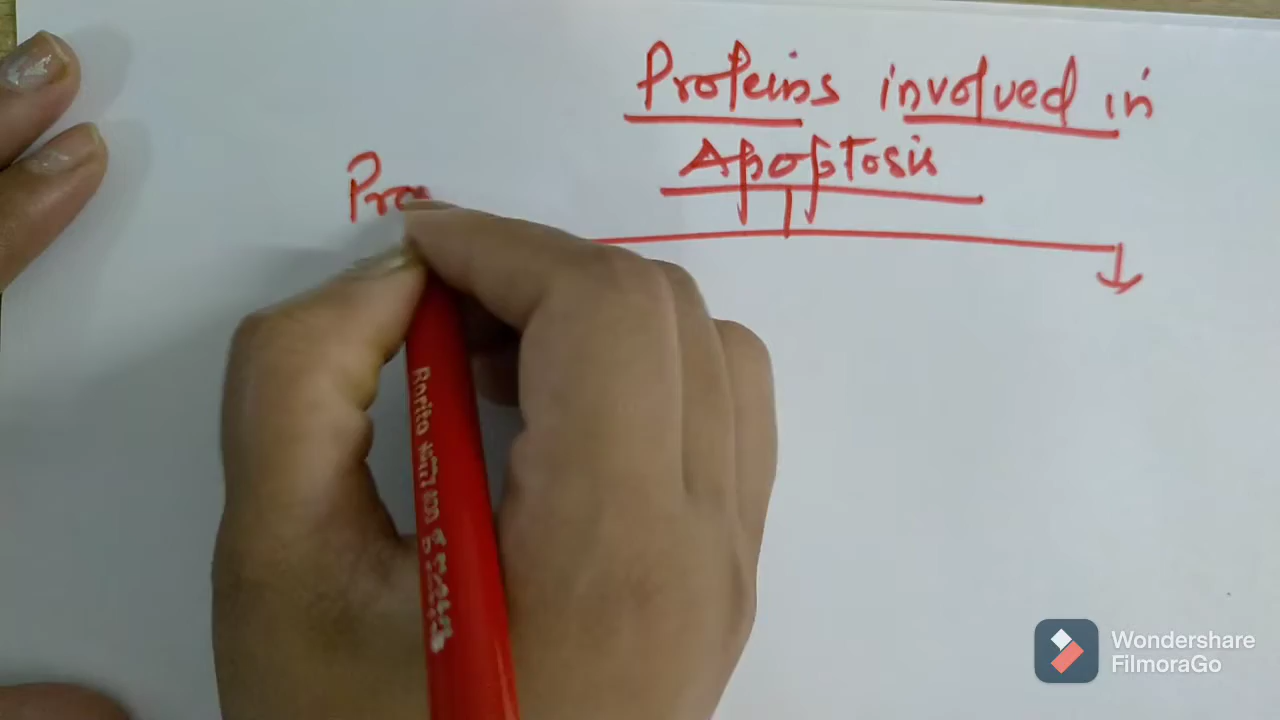 Proteins involved in
Apoptosis
Pro
Wondershare
FilmoraGo